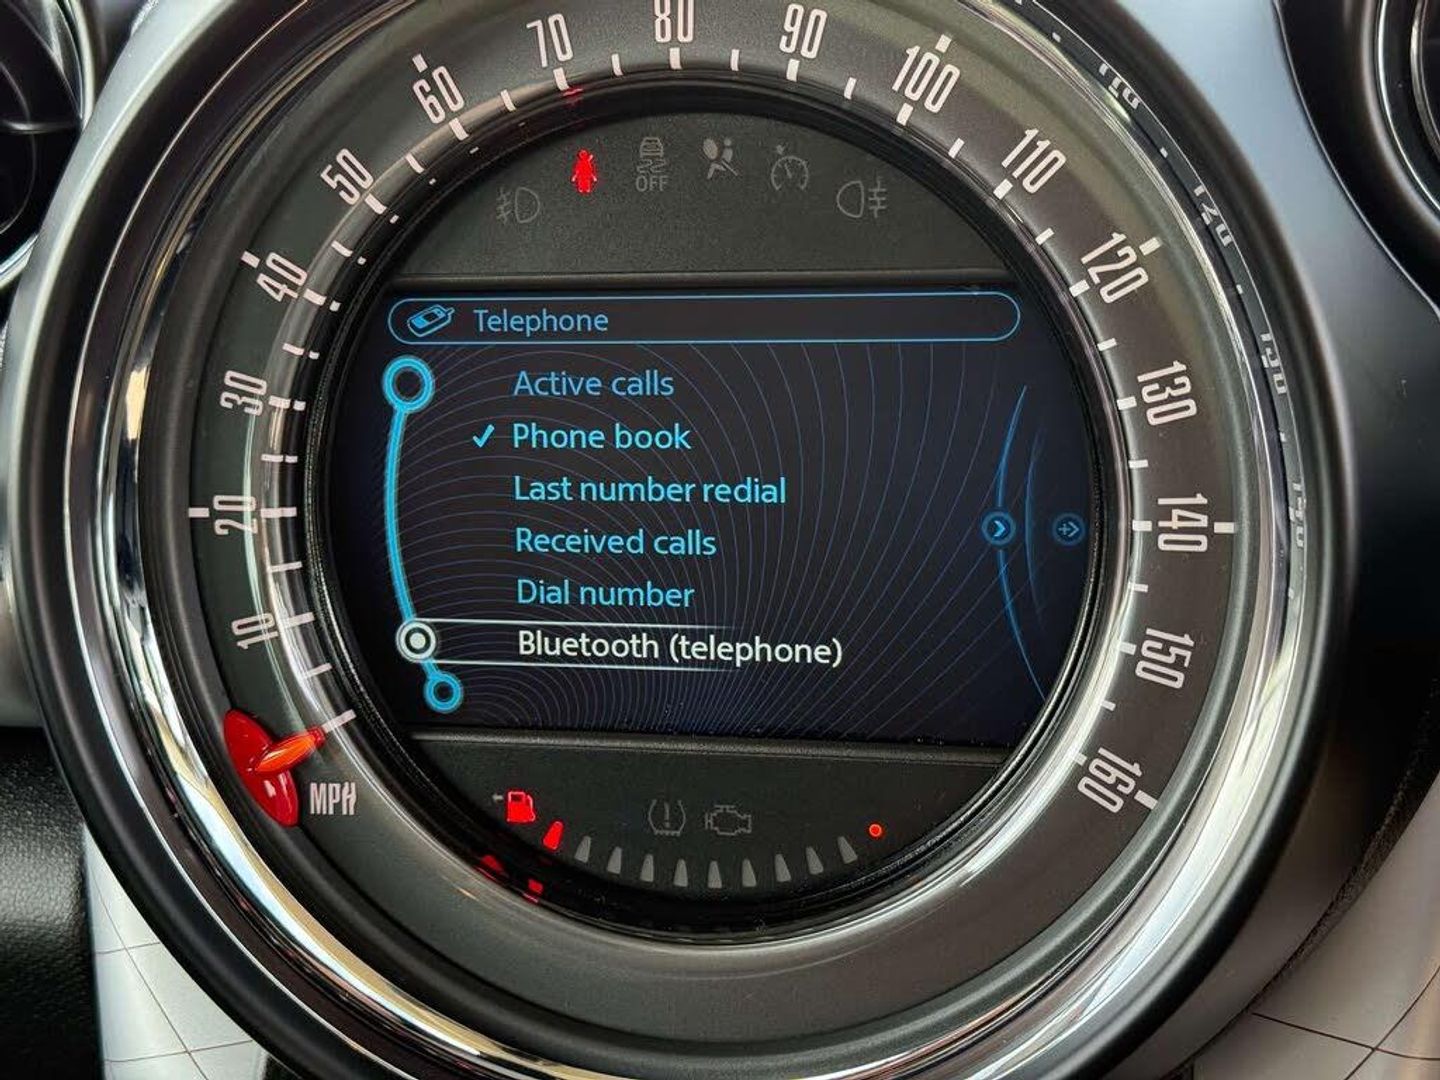 10
20
30
40
50
60
70
80
90
100
110
120
130
140
150
160
MPH
OFF
Telephone
Active calls
Phone book
Last number redial
Received calls
Dial number
Bluetooth (telephone)